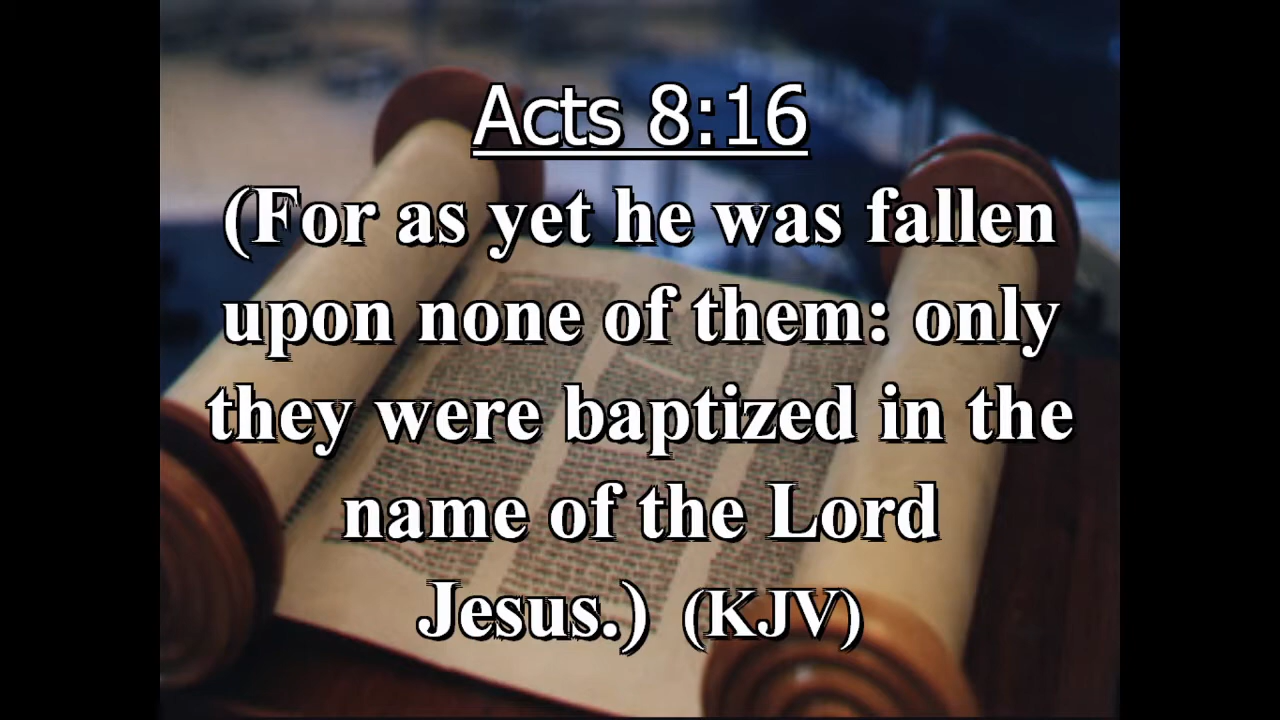 Acts 8:16
(For as yet he was fallen
upon none of them: only
they were baptized in the
name of the Lord
Jesus.) (KJV)